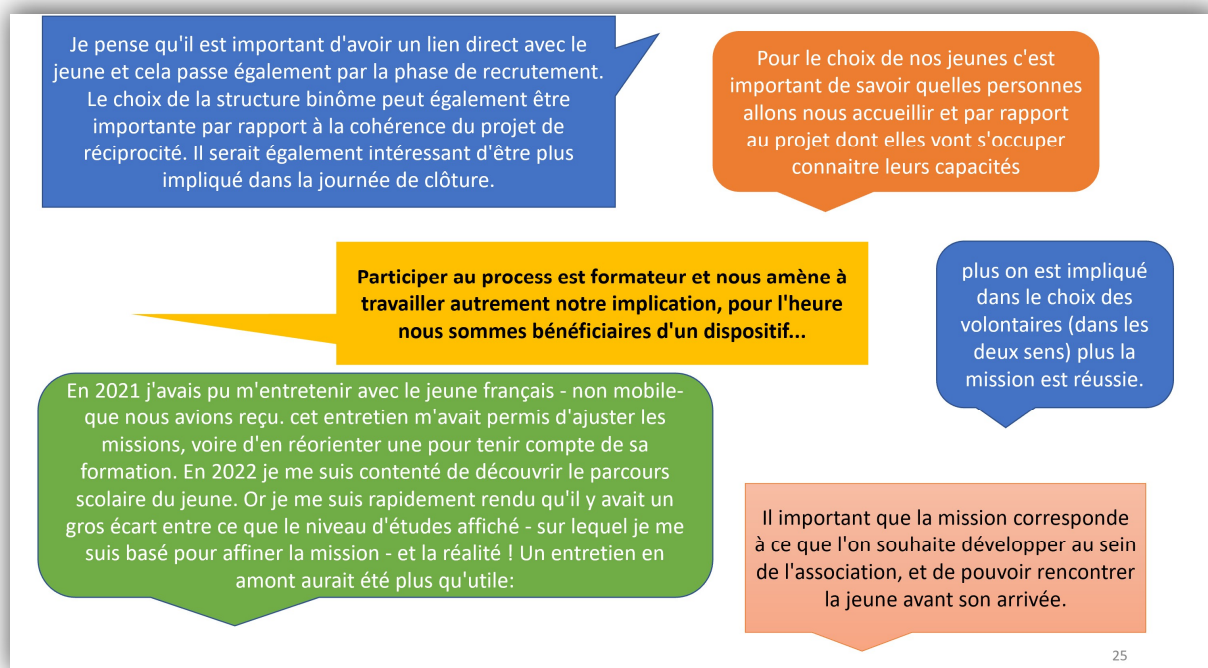 Je pense qu'il est important d'avoir un lien direct avec le
jeune et cela passe également par la phase de recrutement.
Le choix de la structure binôme peut également être
importante par rapport à la cohérence du projet de
réciprocité. Il serait également intéressant d'être plus
impliqué dans la journée de clôture.
Pour le choix de nos jeunes c'est
important de savoir quelles personnes
allons nous accueillir et par rapport
au projet dont elles vont s'occuper
connaitre leurs capacités
Participer au process est formateur et nous amène à
travailler autrement notre implication, pour l'heure
nous sommes bénéficiaires d'un dispositif...
plus on est impliqué
dans le choix des
volontaires (dans les
deux sens) plus la
mission est réussie.
En 2021 j'avais pu m'entretenir avec le jeune français - non mobile-
que nous avions reçu. cet entretien m'avait permis d'ajuster les
missions, voire d'en réorienter une pour tenir compte de sa
formation. En 2022 je me suis contenté de découvrir le parcours
scolaire du jeune. Or je me suis rapidement rendu qu'il y avait un
gros écart entre ce que le niveau d'études affiché - sur lequel je me
suis basé pour affiner la mission - et la réalité ! Un entretien en
amont aurait été plus qu'utile:
Il important que la mission corresponde
à ce que l'on souhaite développer au sein
de l'association, et de pouvoir rencontrer
la jeune avant son arrivée.
25